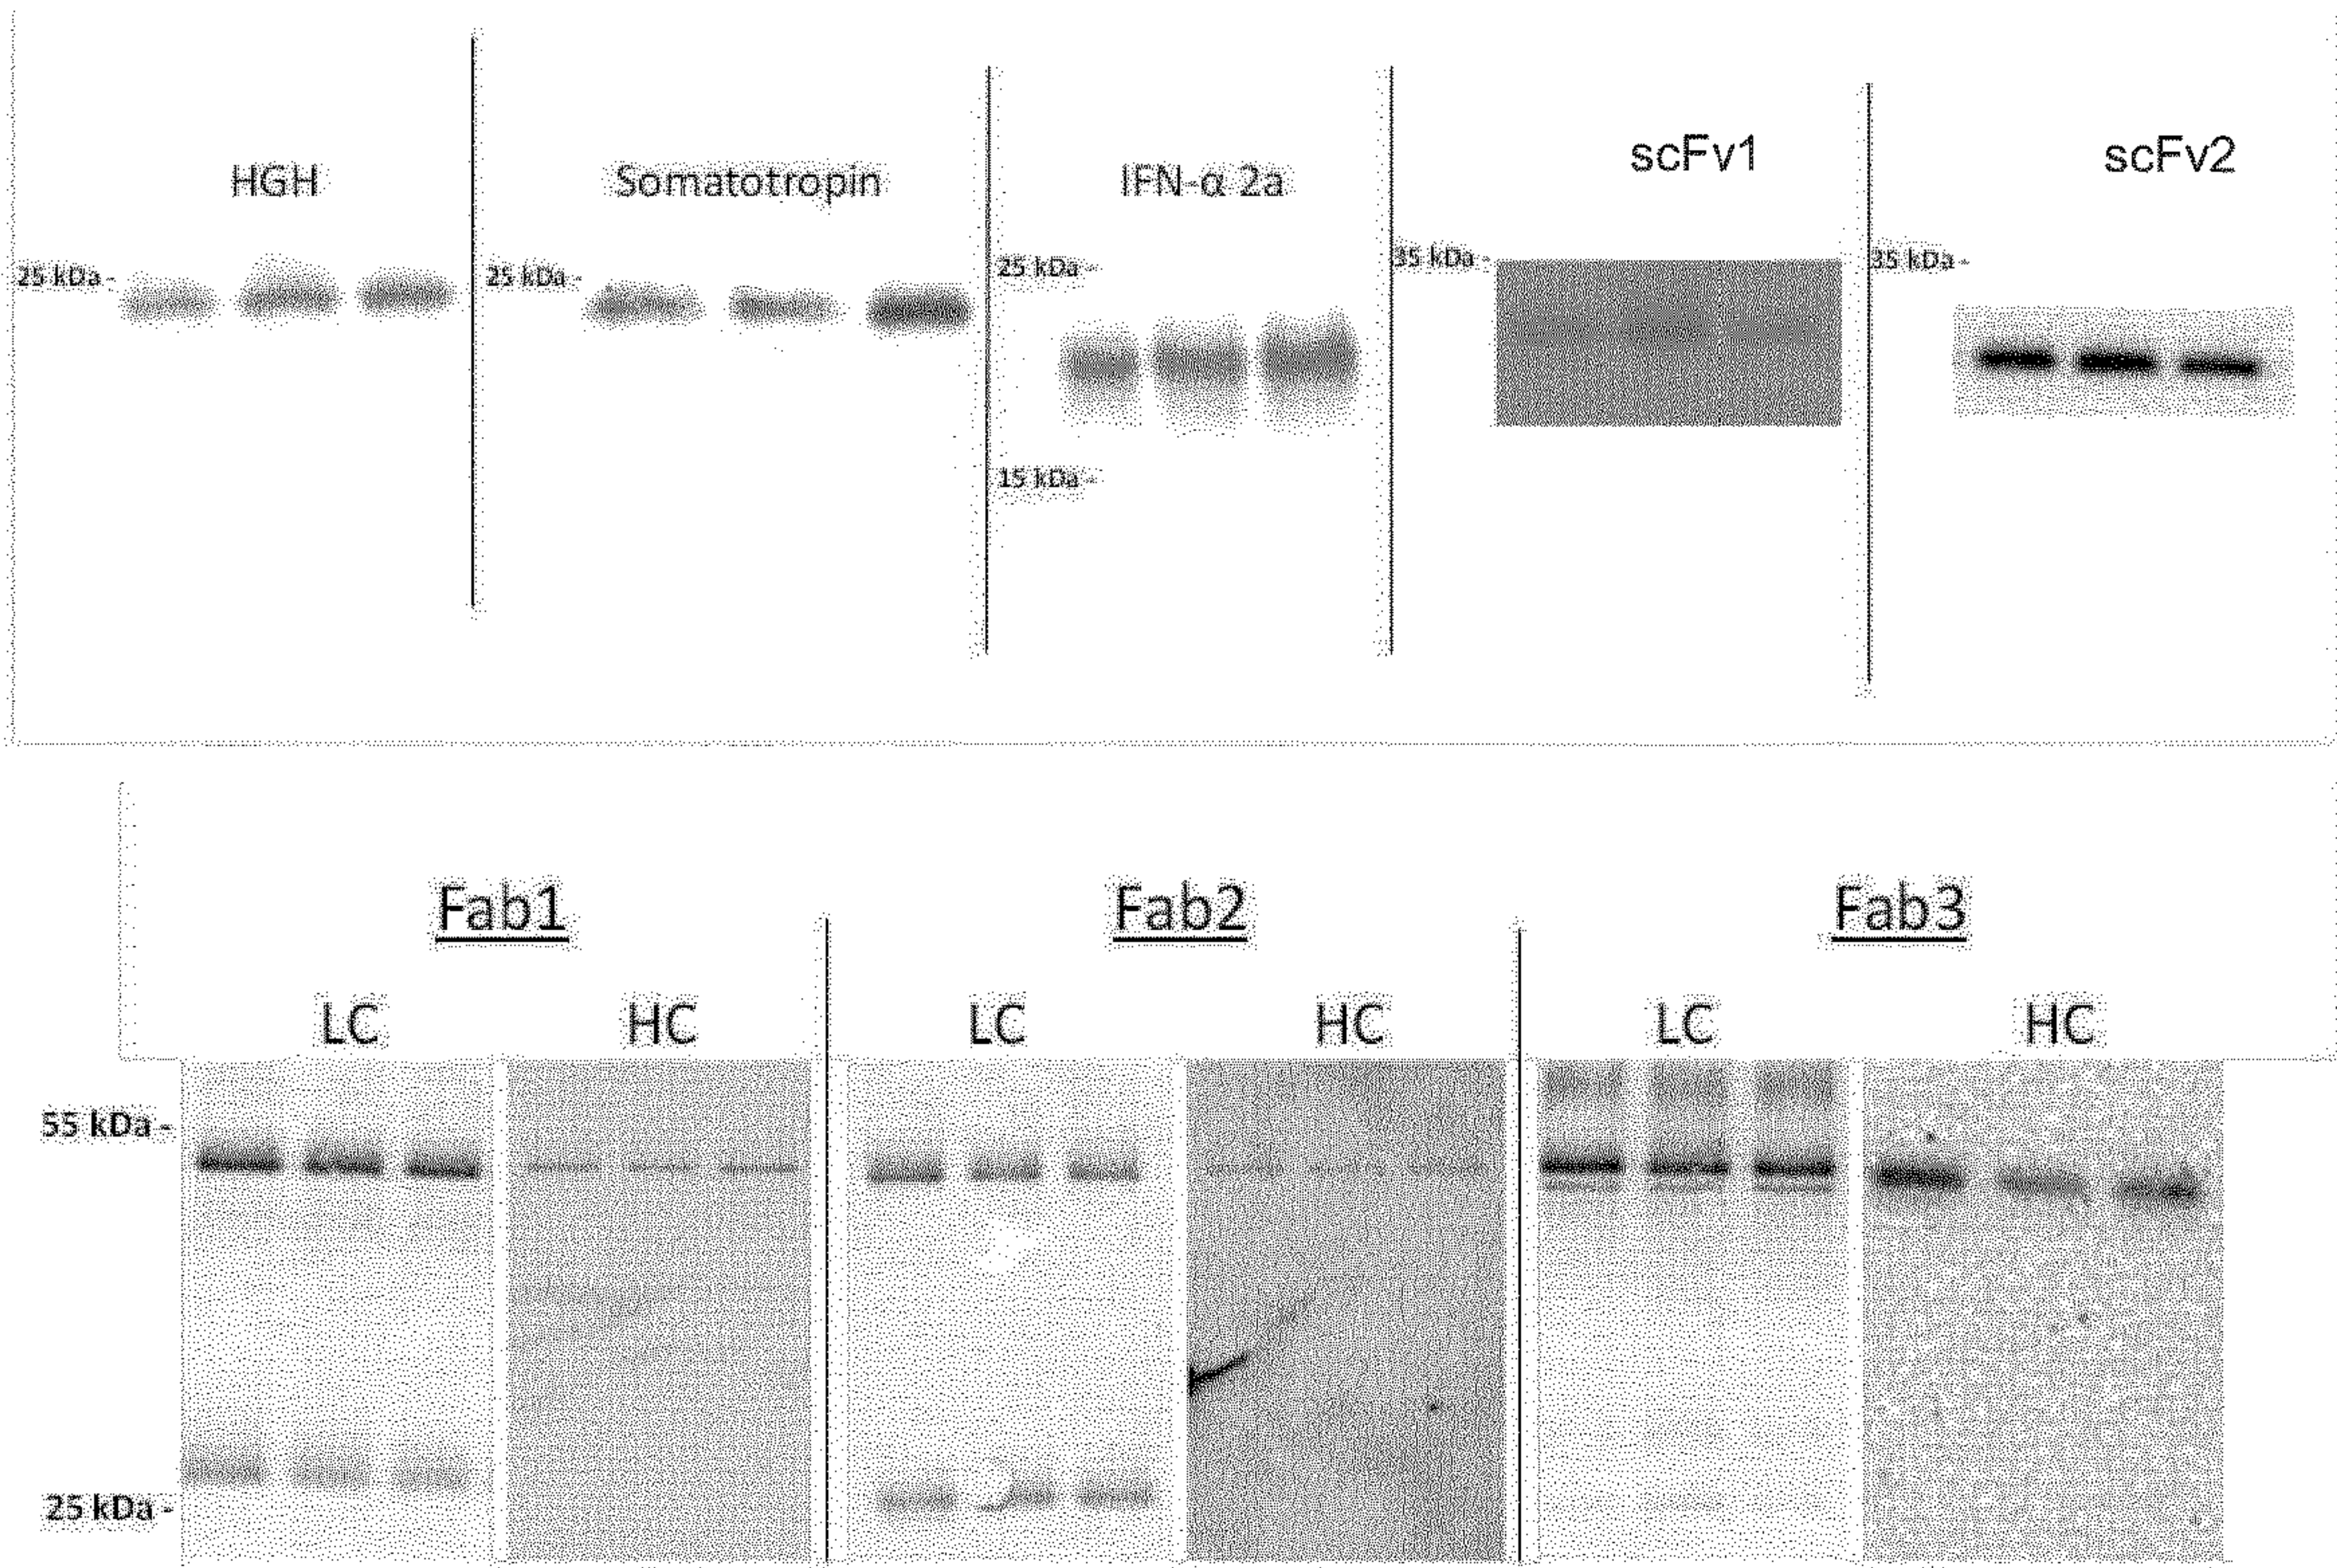 HGH
Somatotropin
IFN-α 2a
scFv1
scFv2
25 kDa -
25 kDa -
25 kDa -
35 kDa -
35 kDa -
15 kDa -
Fab1
Fab2
Fab3
LC
HC
LC
HC
LC
HC
55 kDa -
25 kDa -